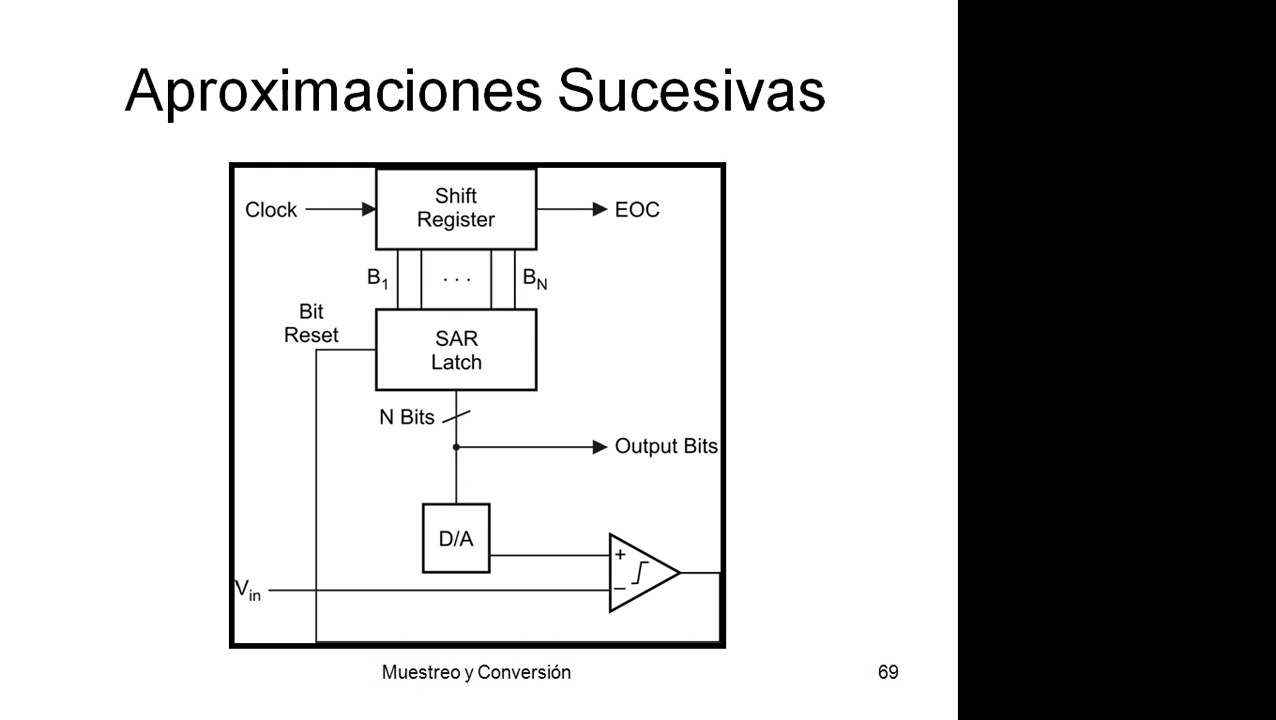 Aproximaciones Sucesivas
Clock
Shift
Register
EOC
B1
. . .
BN
Bit
Reset
SAR
Latch
N Bits
Output Bits
D/A
+
−
Vin
Muestreo y Conversión
69